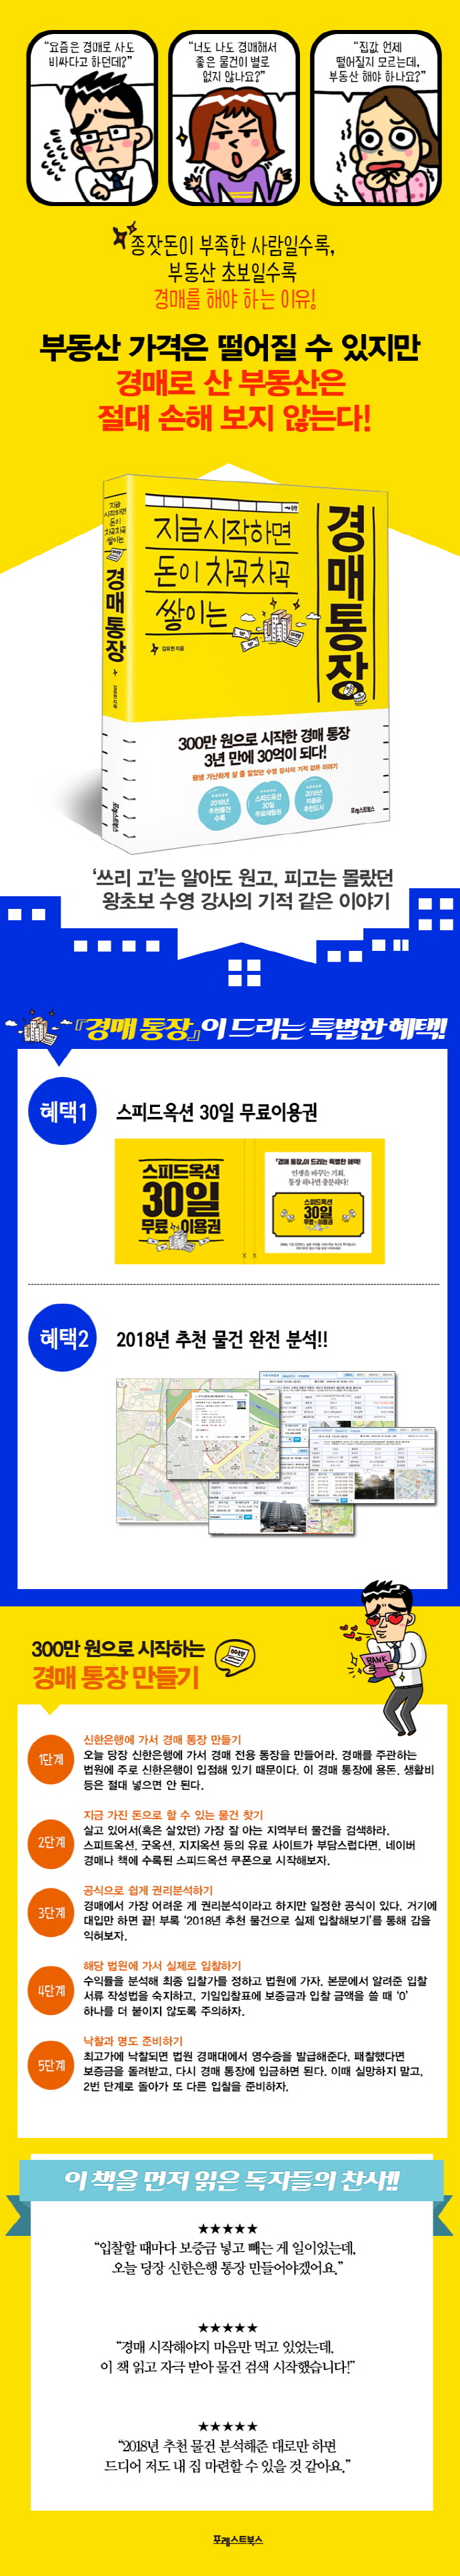 “요즘은 경매로 사도
비싸다고 하던데?”
“너도 나도 경매해서
좋은 물건이 별로
없지 않나요?”
“집값 언제
떨어질지 모르는데,
부동산 해야 하나요?”
종잣돈이 부족한 사람일수록,
부동산 초보일수록
경매를 해야 하는 이유!
부동산 가격은 떨어질 수 있지만
경매로 산 부동산은
절대 손해 보지 않는다!
지금 시작하면
돈이 차곡차곡
쌓이는
경매 통장
김유한 지음
포레스트북스
지금 시작하면
돈이 차곡차곡
쌓이는
경매 통장
김유한 지음
300만 원으로 시작한 경매 통장
3년 만에 30억이 되다!
평생 가난하게 살 줄 알았던 수영 강사의 기적 같은 이야기
2018년
추천물건
수록
스피드옥션
30일
무료체험권
2018년
지름쿤
추천도서
포레스트북스
‘쓰리 고’는 알아도 원고, 피고는 몰랐던
왕초보 수영 강사의 기적 같은 이야기
『경매 통장』이 드리는 특별한 혜택!
혜택1
스피드옥션 30일 무료이용권
스피드옥션
30일
무료 이용권
『경매 통장』이 드리는 특별한 혜택!
인생을 바꾸는 기회,
통장 하나면 충분하다!
스피드옥션
30일
무료 이용권
혜택2
2018년 추천 물건 완전 분석!!
300만 원으로 시작하는
경매 통장 만들기
BANK
1단계
신한은행에 가서 경매 통장 만들기
오늘 당장 신한은행에 가서 경매 전용 통장을 만들어라. 경매를 주관하는
법원에 주로 신한은행이 입점해 있기 때문이다. 이 경매 통장에 용돈, 생활비
등은 절대 넣으면 안 된다.
2단계
지금 가진 돈으로 할 수 있는 물건 찾기
살고 있어서(혹은 살았던) 가장 잘 아는 지역부터 물건을 검색하라.
스피트옥션, 굿옥션, 지지옥션 등의 유료 사이트가 부담스럽다면, 네이버
경매나 책에 수록된 스피드옥션 쿠폰으로 시작해보자.
3단계
공식으로 쉽게 권리분석하기
경매에서 가장 어려운 게 권리분석이라고 하지만 일정한 공식이 있다. 거기에
대입만 하면 끝! 부록 ‘2018년 추천 물건으로 실제 입찰해보기’를 통해 감을
익혀보자.
4단계
해당 법원에 가서 실제로 입찰하기
수익률을 분석해 최종 입찰가를 정하고 법원에 가자. 본문에서 알려준 입찰
서류 작성법을 숙지하고, 기일입찰표에 보증금과 입찰 금액을 쓸 때 ‘0’
하나를 더 붙이지 않도록 주의하자.
5단계
낙찰과 명도 준비하기
최고가에 낙찰되면 법원 경매대에서 영수증을 발급해준다. 패찰했다면
보증금을 돌려받고, 다시 경매 통장에 입금하면 된다. 이때 실망하지 말고,
2번 단계로 돌아가 또 다른 입찰을 준비하자.
이 책을 먼저 읽은 독자들의 찬사!!
★★★★★
“입찰할 때마다 보증금 넣고 빼는 게 일이었는데,
오늘 당장 신한은행 통장 만들어야겠어요.”
★★★★★
“경매 시작해야지 마음만 먹고 있었는데,
이 책 읽고 자극 받아 물건 검색 시작했습니다!”
★★★★★
“2018년 추천 물건 분석해준 대로만 하면
드디어 저도 내 집 마련할 수 있을 것 같아요.”
포레스트북스